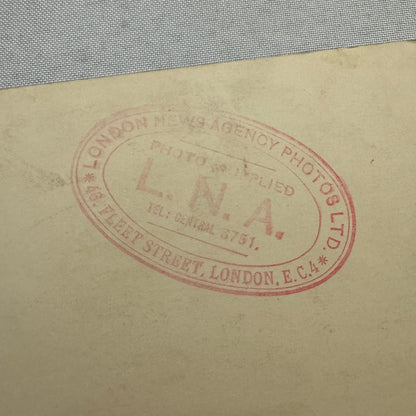 LONDON NEWS AGENCY PHOTOS LTD.
PHOTO SUPPLIED
L. N. A.
TEL: CENTRAL 5751.
*46, FLEET STREET, LONDON, E.C.4*